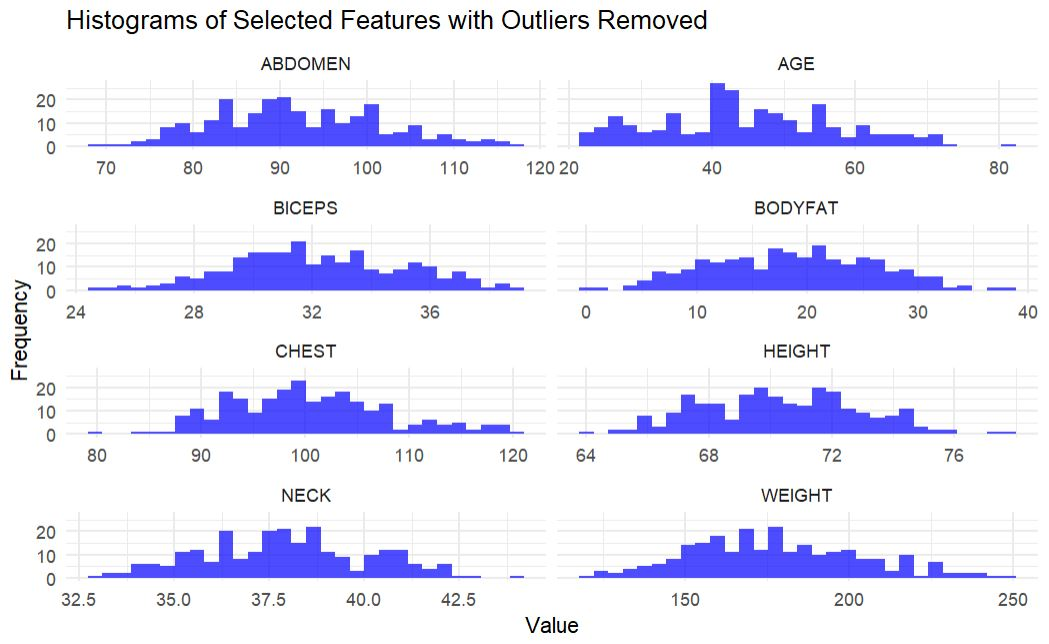 Histograms of Selected Features with Outliers Removed
ABDOMEN
AGE
20
10
0
70 80 90 100 110 120
20 40 60 80
BICEPS
BODYFAT
20
10
0
24 28 32 36
0 10 20 30 40
CHEST
HEIGHT
20
10
0
80 90 100 110 120
64 68 72 76
NECK
WEIGHT
20
10
0
32.5 35.0 37.5 40.0 42.5
150 200 250
Frequency
Value